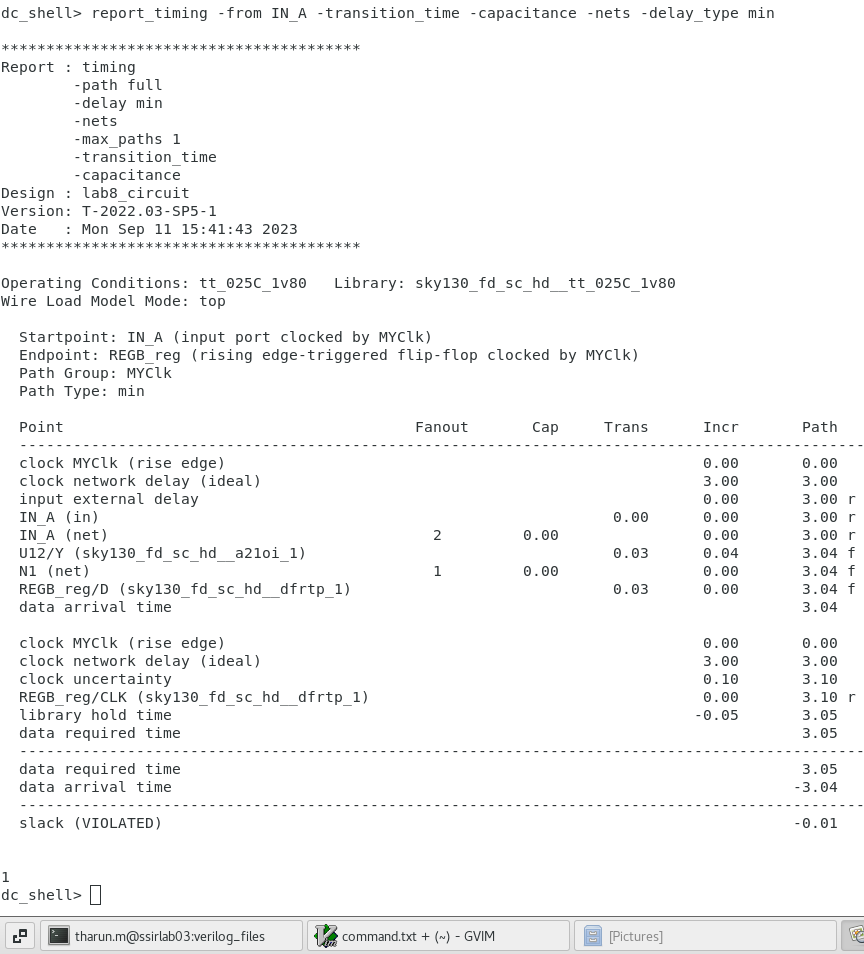 dc_shell> report_timing -from IN_A -transition_time -capacitance -nets -delay_type min
****************************************
Report : timing
        -path full
        -delay min
        -nets
        -max_paths 1
        -transition_time
        -capacitance
Design : lab8_circuit
Version: T-2022.03-SP5-1
Date   : Mon Sep 11 15:41:43 2023
****************************************
Operating Conditions: tt_025C_1v80   Library: sky130_fd_sc_hd__tt_025C_1v80
Wire Load Model Mode: top
  Startpoint: IN_A (input port clocked by MYClk)
  Endpoint: REGB_reg (rising edge-triggered flip-flop clocked by MYClk)
  Path Group: MYClk
  Path Type: min
  Point                                       Fanout       Cap     Trans      Incr       Path
  -----------------------------------------------------------------------------------------------
  clock MYClk (rise edge)                                                     0.00       0.00
  clock network delay (ideal)                                                 3.00       3.00
  input external delay                                                        0.00       3.00 r
  IN_A (in)                                                         0.00      0.00       3.00 r
  IN_A (net)                                    2         0.00                0.00       3.00 r
  U12/Y (sky130_fd_sc_hd__a21oi_1)                                  0.03      0.04       3.04 f
  N1 (net)                                      1         0.00                0.00       3.04 f
  REGB_reg/D (sky130_fd_sc_hd__dfrtp_1)                             0.03      0.00       3.04 f
  data arrival time                                                                      3.04
  clock MYClk (rise edge)                                                     0.00       0.00
  clock network delay (ideal)                                                 3.00       3.00
  clock uncertainty                                                           0.10       3.10
  REGB_reg/CLK (sky130_fd_sc_hd__dfrtp_1)                                     0.00       3.10 r
  library hold time                                                          -0.05       3.05
  data required time                                                                     3.05
  -----------------------------------------------------------------------------------------------
  data required time                                                                     3.05
  data arrival time                                                                     -3.04
  -----------------------------------------------------------------------------------------------
  slack (VIOLATED)                                                                      -0.01
1
dc_shell>
tharun.m@ssirlab03:verilog_files
command.txt + (~) - GVIM
[Pictures]